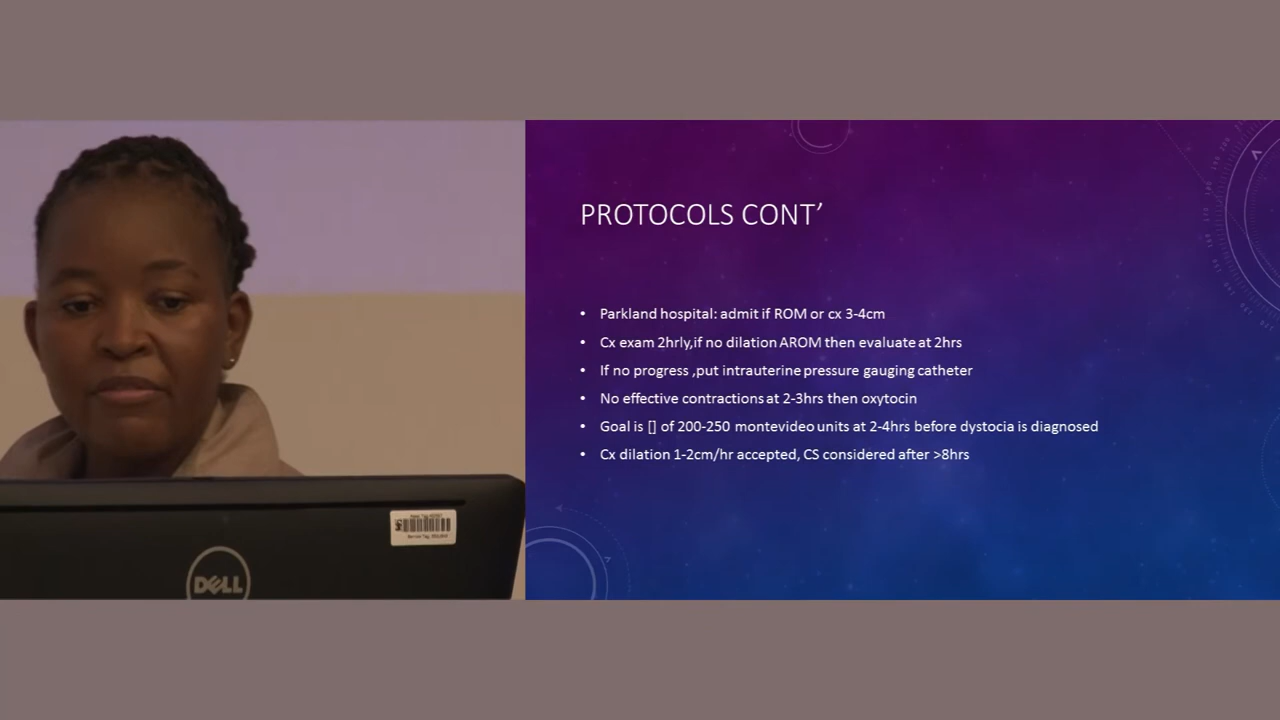 PROTOCOLS CONT’
• Parkland hospital: admit if ROM or cx 3-4cm
• Cx exam 2hrly,if no dilation AROM then evaluate at 2hrs
• If no progress ,put intrauterine pressure gauging catheter
• No effective contractions at 2-3hrs then oxytocin
• Goal is [] of 200-250 montevideo units at 2-4hrs before dystocia is diagnosed
• Cx dilation 1-2cm/hr accepted, CS considered after >8hrs
DELL